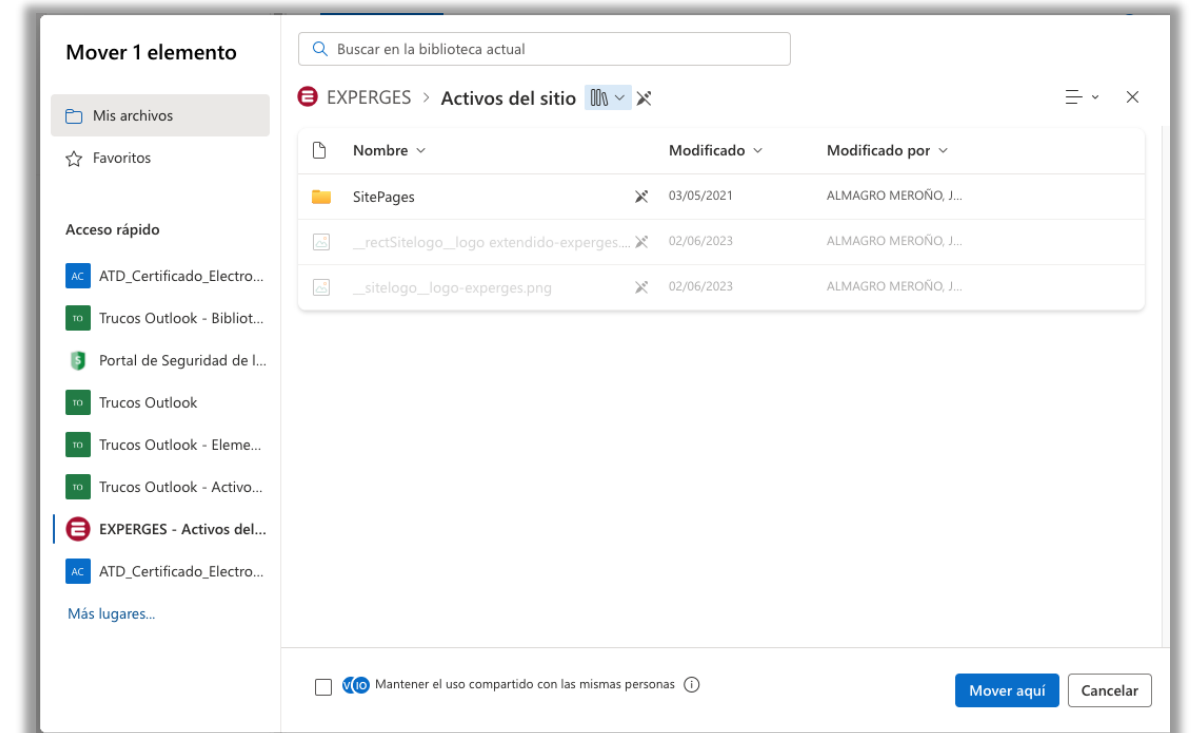 Mover 1 elemento
Buscar en la biblioteca actual
EXPERGES > Activos del sitio
Mis archivos
Favoritos
Nombre Modificado Modificado por
SitePages 03/05/2021 ALMAGRO MEROÑO, J...
__rectSitelogo__logo extendido-experges.... 02/06/2023 ALMAGRO MEROÑO, J...
__sitelogo__logo-experges.png 02/06/2023 ALMAGRO MEROÑO, J...
Acceso rápido
AC ATD_Certificado_Electro...
TO Trucos Outlook - Bibliot...
S Portal de Seguridad de l...
TO Trucos Outlook
TO Trucos Outlook - Eleme...
TO Trucos Outlook - Activo...
EXPERGES - Activos del...
AC ATD_Certificado_Electro...
Más lugares...
V( IO Mantener el uso compartido con las mismas personas
Mover aquí Cancelar